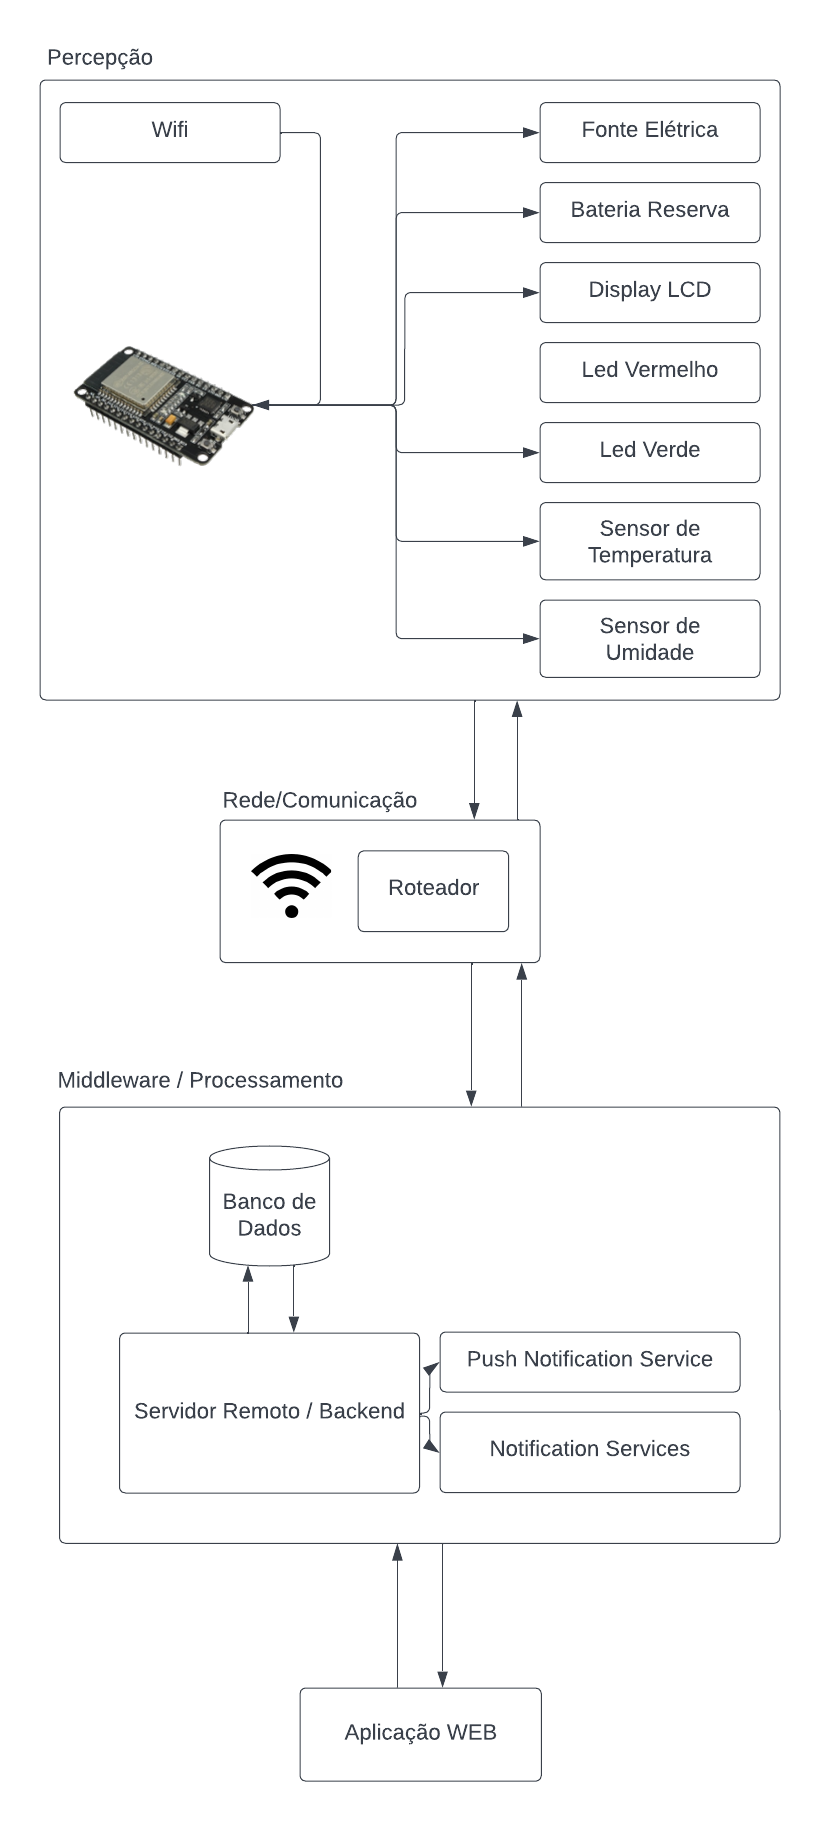 Percepção
Wifi
Fonte Elétrica
Bateria Reserva
Display LCD
Led Vermelho
Led Verde
Sensor de
Temperatura
Sensor de
Umidade
Rede/Comunicação
Roteador
Middleware / Processamento
Banco de
Dados
Push Notification Service
Servidor Remoto / Backend
Notification Services
Aplicação WEB